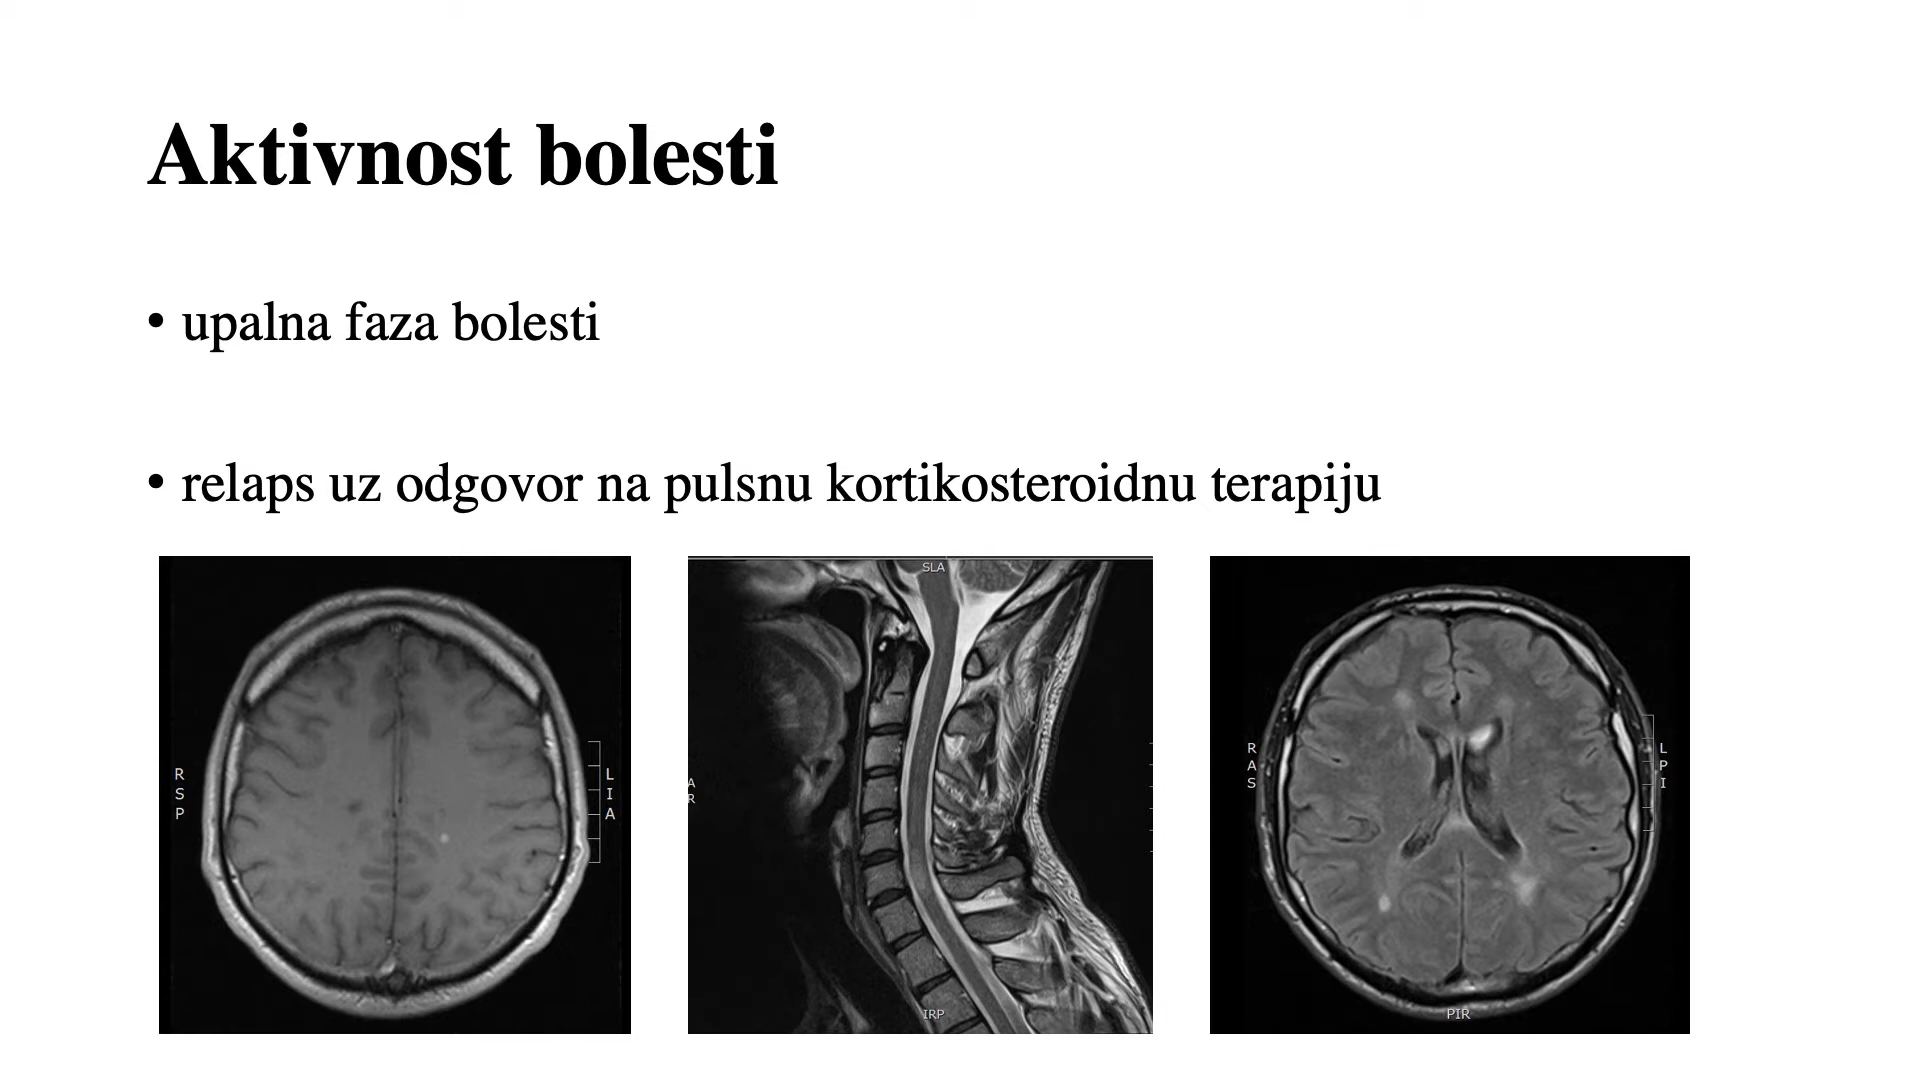 Aktivnost bolesti
• upalna faza bolesti
• relaps uz odgovor na pulsnu kortikosteroidnu terapiju
R
S
P
L
I
A
SLA
A
R
IRP
R
A
S
L
P
I
PIR